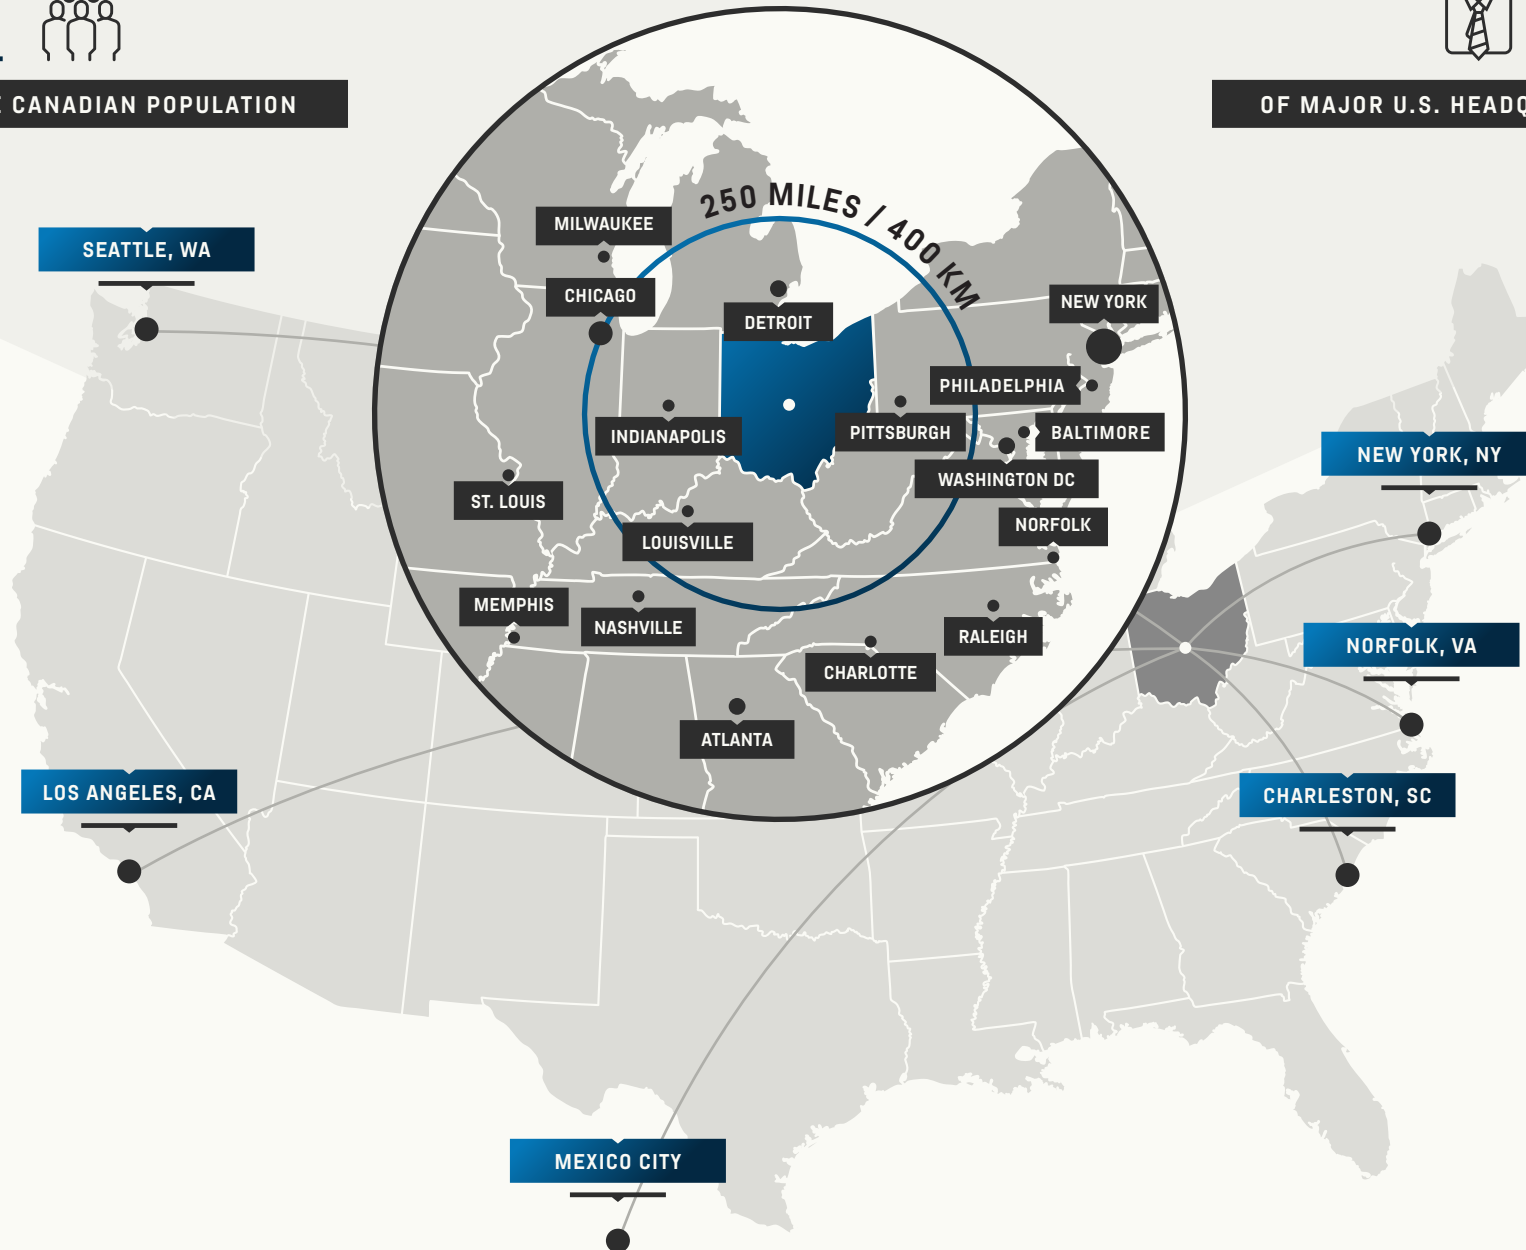 CANADIAN POPULATION
OF MAJOR U.S.
250 MILES / 400 KM
MILWAUKEE
SEATTLE, WA
CHICAGO
NEW YORK
DETROIT
PHILADELPHIA
INDIANAPOLIS
PITTSBURGH
BALTIMORE
NEW YORK, NY
WASHINGTON DC
ST. LOUIS
NORFOLK
LOUISVILLE
MEMPHIS
NASHVILLE
RALEIGH
NORFOLK, VA
CHARLOTTE
ATLANTA
LOS ANGELES, CA
CHARLESTON, SC
MEXICO CITY